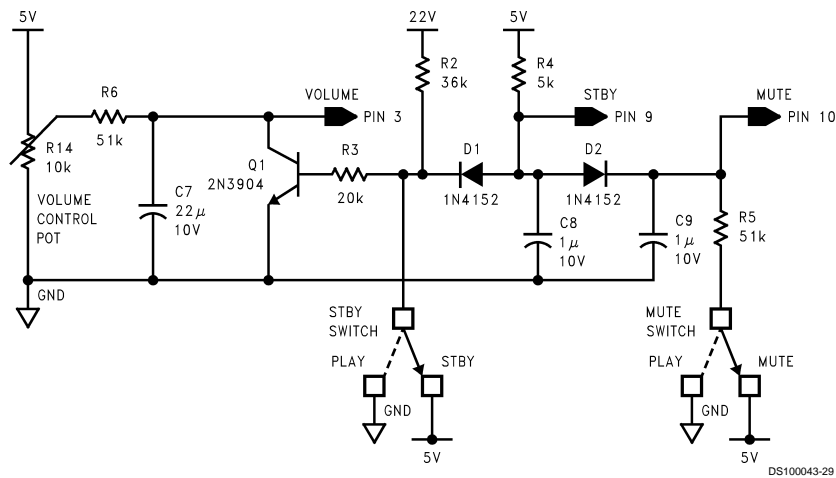 5V
22V
5V
R6
51k
R14
10k
VOLUME
CONTROL
POT
C7
22μ
10V
VOLUME
PIN 3
Q1
2N3904
R3
20k
R2
36k
D1
1N4152
R4
5k
STBY
PIN 9
D2
1N4152
C8
1μ
10V
C9
1μ
10V
MUTE
PIN 10
R5
51k
GND
STBY
SWITCH
PLAY
STBY
GND
5V
MUTE
SWITCH
PLAY
MUTE
GND
5V
DS100043-29